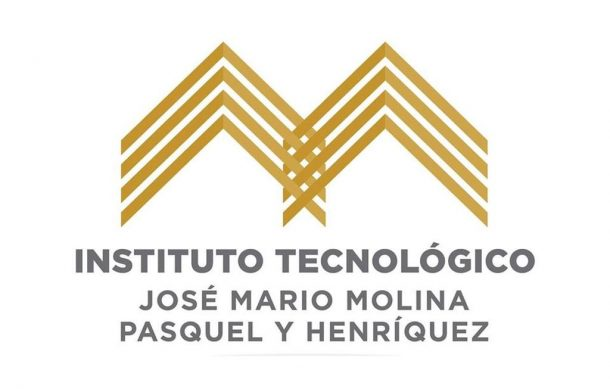 INSTITUTO TECNOLÓGICO
JOSÉ MARIO MOLINA
PASQUEL Y HENRÍQUEZ